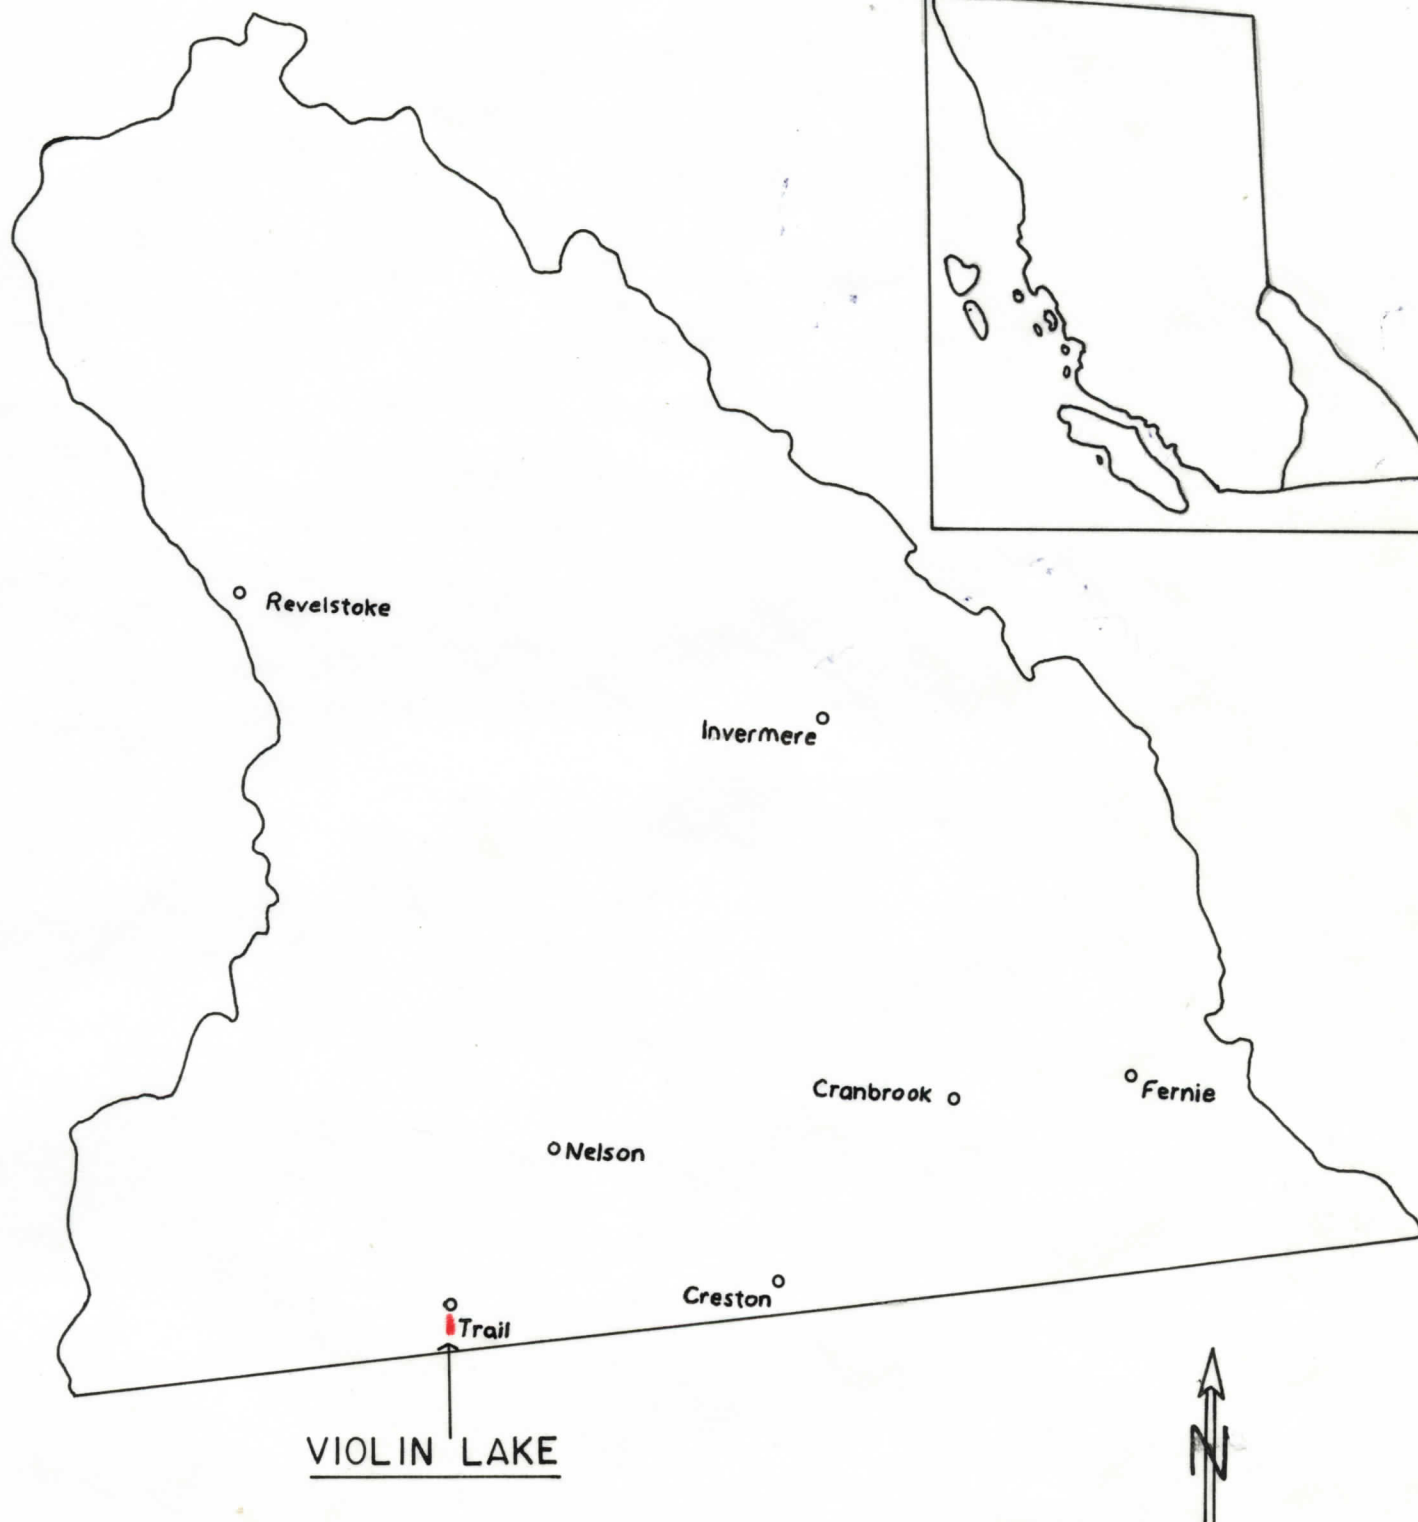 Revelstoke
Invermere
Cranbrook
Fernie
Nelson
Creston
Trail
VIOLIN LAKE
N